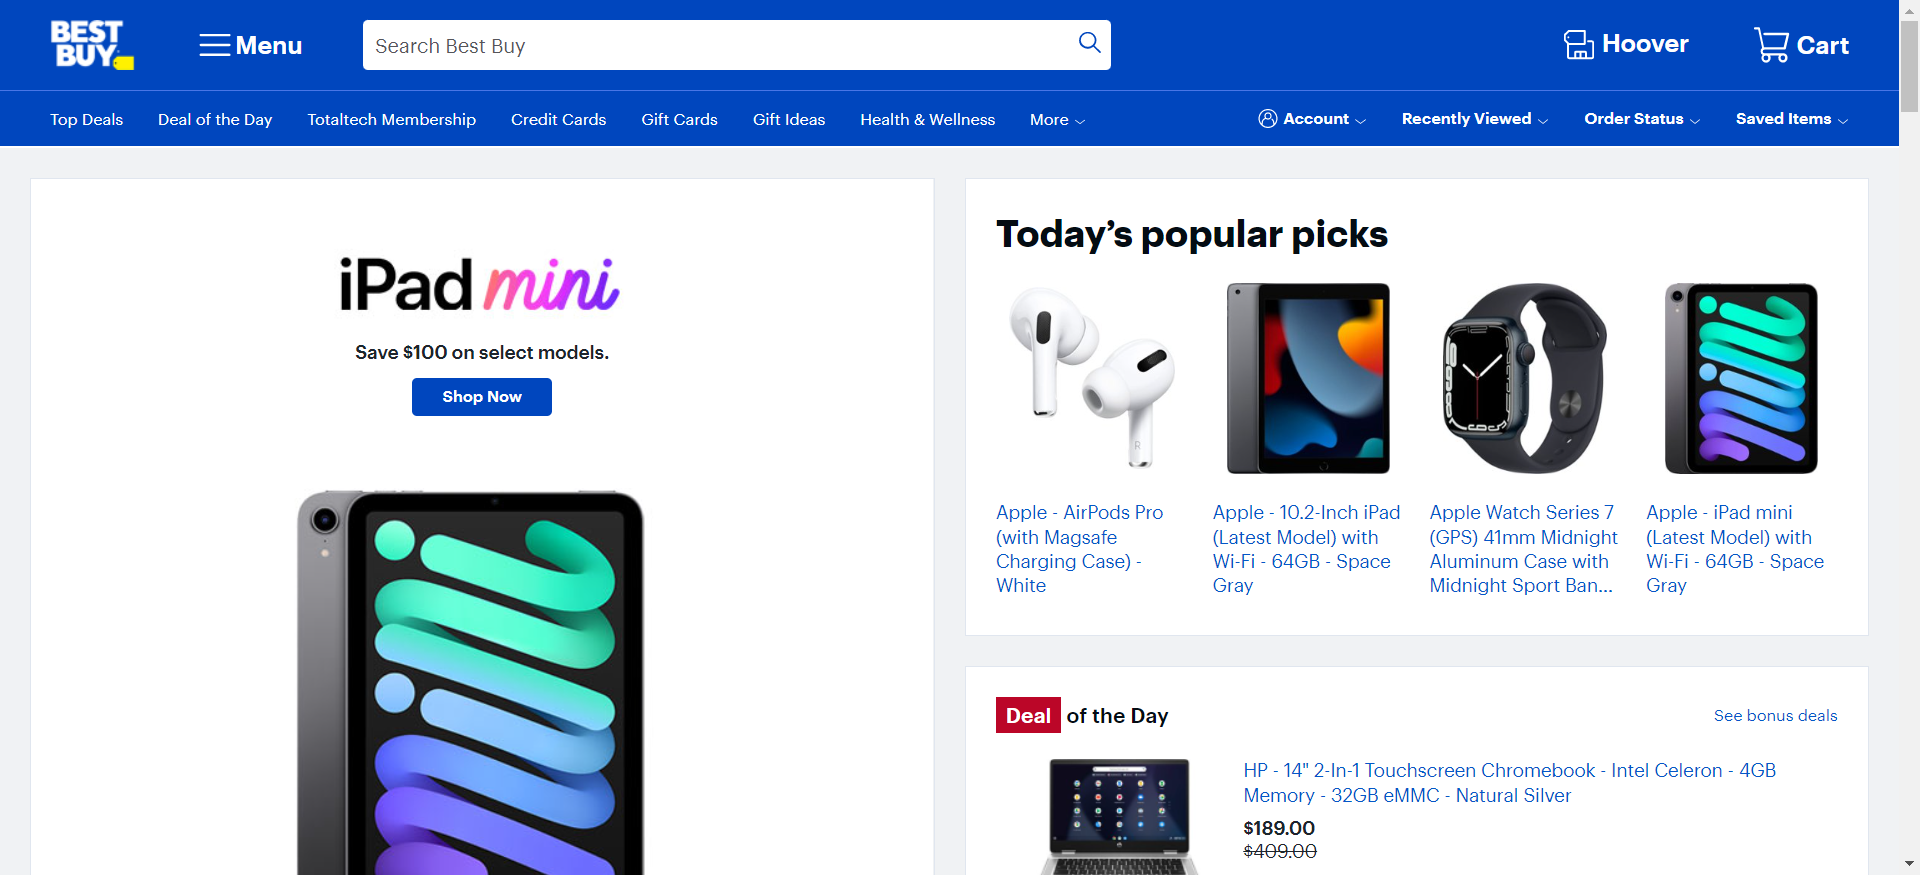 BEST
BUY
Menu
Search Best Buy
Hoover
Cart
Top Deals
Deal of the Day
Totaltech Membership
Credit Cards
Gift Cards
Gift Ideas
Health & Wellness
More
Account
Recently Viewed
Order Status
Saved Items
iPad mini
Save $100 on select models.
Shop Now
Today’s popular picks
Apple - AirPods Pro
(with Magsafe
Charging Case) -
White
Apple - 10.2-Inch iPad
(Latest Model) with
Wi-Fi - 64GB - Space
Gray
Apple Watch Series 7
(GPS) 41mm Midnight
Aluminum Case with
Midnight Sport Ban...
Apple - iPad mini
(Latest Model) with
Wi-Fi - 64GB - Space
Gray
Deal of the Day
See bonus deals
HP - 14" 2-In-1 Touchscreen Chromebook - Intel Celeron - 4GB
Memory - 32GB eMMC - Natural Silver
$189.00
$409.00